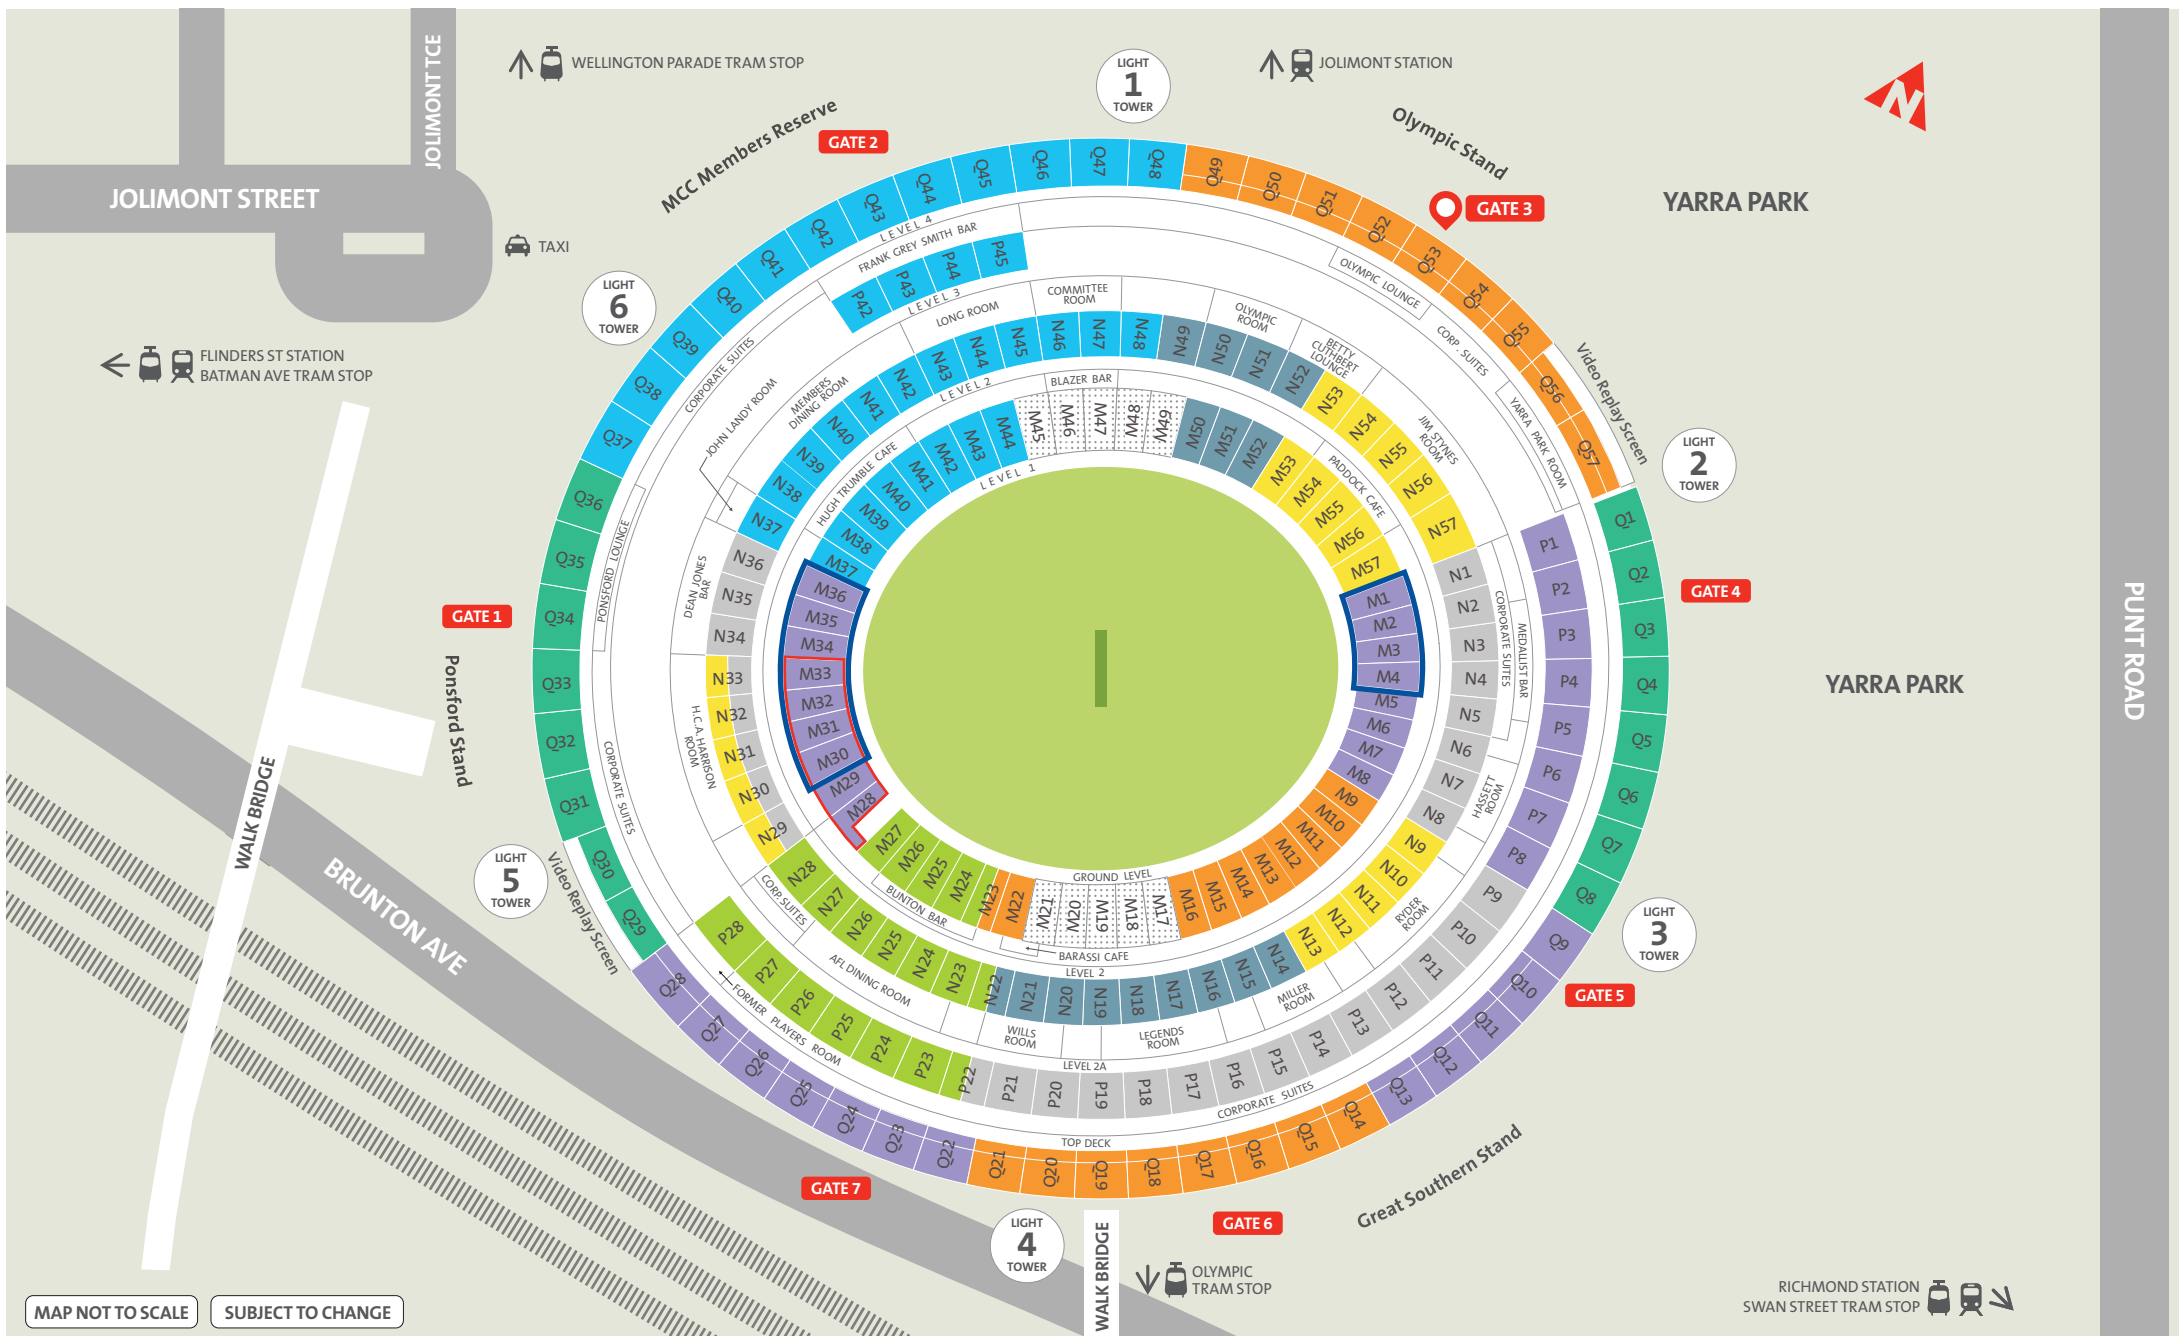 JOLIMONT TCE
WELLINGTON PARADE TRAM STOP
LIGHT
1
TOWER
JOLIMONT STATION
N
MCC Members Reserve
GATE 2
Olympic Stand
GATE 3
YARRA PARK
JOLIMONT STREET
TAXI
LIGHT
6
TOWER
FLINDERS ST STATION
BATMAN AVE TRAM STOP
Video Replay Screen
LIGHT
2
TOWER
GATE 1
Ponsford Stand
GATE 4
YARRA PARK
PUNT ROAD
WALK BRIDGE
BRUNTON AVE
LIGHT
5
TOWER
Video Replay Screen
LIGHT
3
TOWER
GATE 5
GATE 7
LIGHT
4
TOWER
WALK BRIDGE
GATE 6
Great Southern Stand
OLYMPIC
TRAM STOP
RICHMOND STATION
SWAN STREET TRAM STOP
MAP NOT TO SCALE
SUBJECT TO CHANGE
Q1
Q2
Q3
Q4
Q5
Q6
Q7
Q8
Q9
Q10
Q11
Q12
Q13
Q14
Q15
Q16
Q17
Q18
Q19
Q20
Q21
Q22
Q23
Q24
Q25
Q26
Q27
Q28
Q29
Q30
Q31
Q32
Q33
Q34
Q35
Q36
Q37
Q38
Q39
Q40
Q41
Q42
Q43
Q44
Q45
Q46
Q47
Q48
Q49
Q50
Q51
Q52
Q53
Q54
Q55
Q56
Q57
LEVEL 4
FRANK GREY SMITH BAR
P42
P43
P44
P45
LEVEL 3
CORPORATE SUITES
JOHN LANDY ROOM
MEMBERS
DINING ROOM
LONG ROOM
COMMITTEE
ROOM
OLYMPIC
ROOM
BETTY
CUTHBERT
LOUNGE
OLYMPIC LOUNGE
CORP. SUITES
YARRA PARK ROOM
JIM STYNES
ROOM
P1
P2
P3
P4
P5
P6
P7
P8
P9
P10
P11
P12
P13
P14
P15
P16
P17
P18
P19
P20
P21
P22
P23
P24
P25
P26
P27
P28
N1
N2
N3
N4
N5
N6
N7
N8
N9
N10
N11
N12
N13
N14
N15
N16
N17
N18
N19
N20
N21
N22
N23
N24
N25
N26
N27
N28
N29
N30
N31
N32
N33
N34
N35
N36
N37
N38
N39
N40
N41
N42
N43
N44
N45
N46
N47
N48
N49
N50
N51
N52
N53
N54
N55
N56
N57
LEVEL 2
BLAZER BAR
HUGH TRUMBLE CAFE
PADDOCK CAFE
LEVEL 1
M1
M2
M3
M4
M5
M6
M7
M8
M9
M10
M11
M12
M13
M14
M15
M16
M17
M18
M19
M20
M21
M22
M23
M24
M25
M26
M27
M28
M29
M30
M31
M32
M33
M34
M35
M36
M37
M38
M39
M40
M41
M42
M43
M44
M45
M46
M47
M48
M49
M50
M51
M52
M53
M54
M55
M56
M57
PONSFORD LOUNGE
DEAN JONES
BAR
H.C.A. HARRISON
ROOM
CORPORATE SUITES
CORPORATE SUITES
MEDALLIST BAR
HASSETT
ROOM
RYDER
ROOM
MILLER
ROOM
LEGENDS
ROOM
WILLS
ROOM
AFL DINING ROOM
CORP. SUITES
FORMER PLAYERS ROOM
BUNTON BAR
GROUND LEVEL
BARASSI CAFE
LEVEL 2
LEVEL 2A
CORPORATE SUITES
TOP DECK